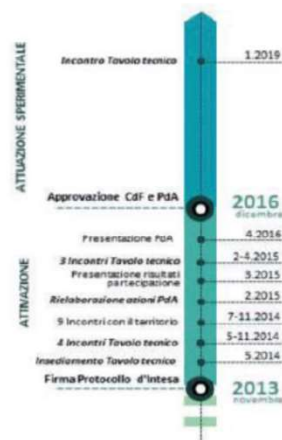 ATTUAZIONE SPERIMENTALE
Incontro Tavolo tecnico 1.2019
Approvazione CdF e PdA 2016
dicembre
ATTIVAZIONE
Presentazione PdA 4.2016
3 Incontri Tavolo tecnico 2-4.2015
Presentazione risultati
partecipazione 3.2015
Rielaborazione azioni PdA 2.2015
9 Incontri con il territorio 7-11.2014
4 Incontri Tavolo tecnico 5-11.2014
Insediamento Tavolo tecnico 5.2014
Firma Protocollo d'Intesa 2013
novembre